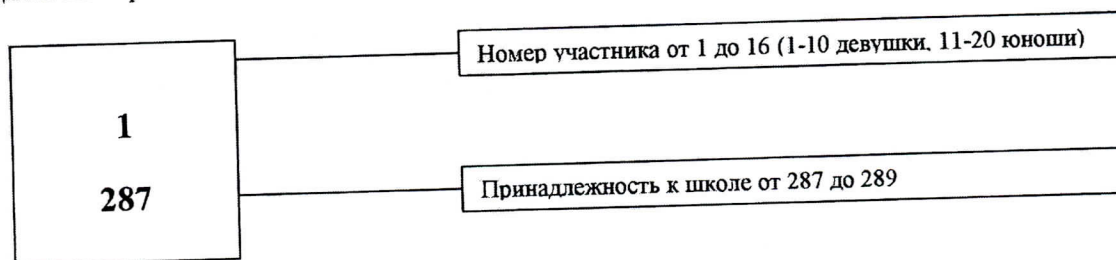 Номер участника от 1 до 16 (1-10 девушки, 11-20 юноши)
1
287
Принадлежность к школе от 287 до 289